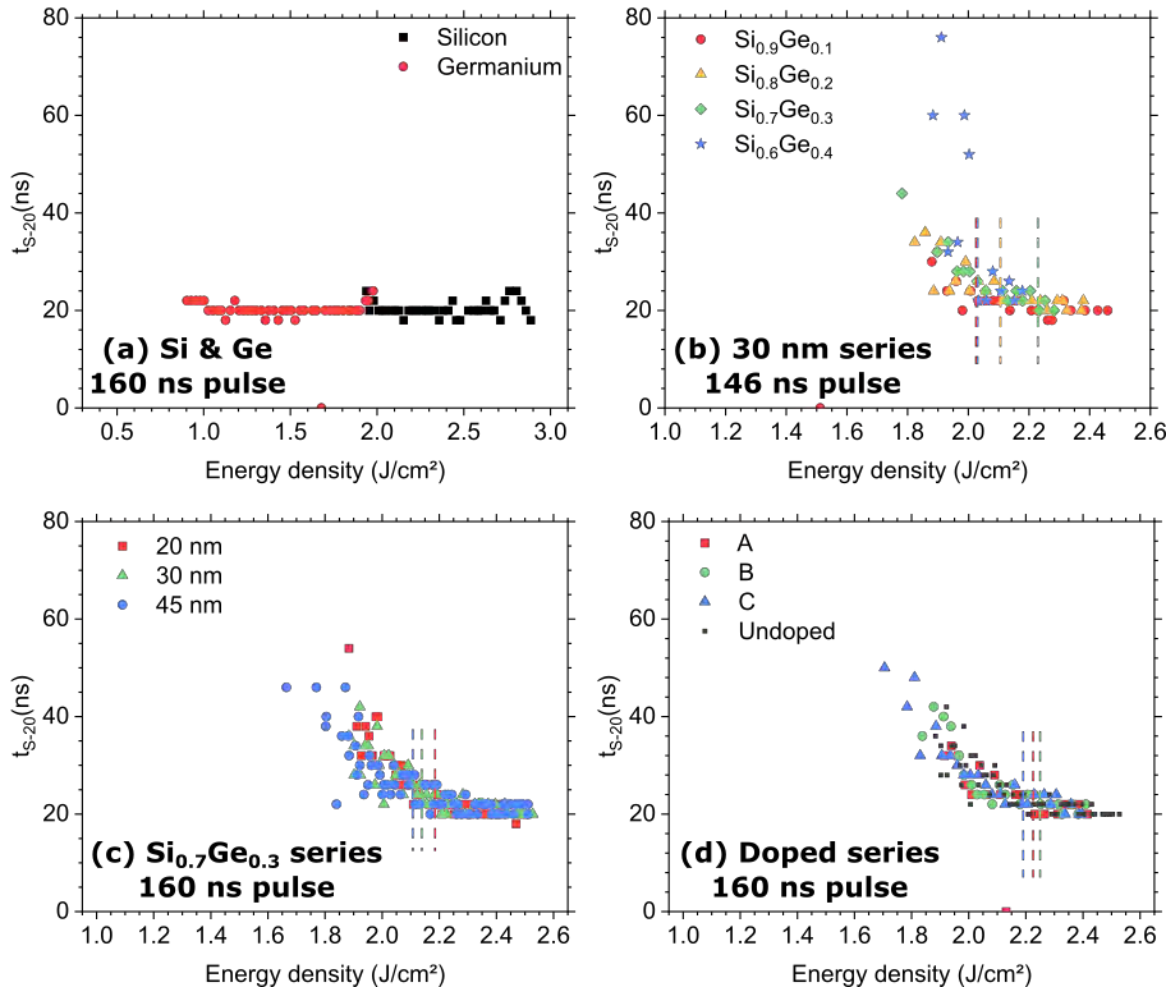 80
60
40
20
0
t_S-20(ns)
Silicon
Germanium
(a) Si & Ge
160 ns pulse
0.5 1.0 1.5 2.0 2.5 3.0
Energy density (J/cm²)
80
60
40
20
0
t_S-20(ns)
Si0.9Ge0.1
Si0.8Ge0.2
Si0.7Ge0.3
Si0.6Ge0.4
(b) 30 nm series
146 ns pulse
1.0 1.2 1.4 1.6 1.8 2.0 2.2 2.4 2.6
Energy density (J/cm²)
80
60
40
20
0
t_S-20(ns)
20 nm
30 nm
45 nm
(c) Si0.7Ge0.3 series
160 ns pulse
1.0 1.2 1.4 1.6 1.8 2.0 2.2 2.4 2.6
Energy density (J/cm²)
80
60
40
20
0
t_S-20(ns)
A
B
C
Undoped
(d) Doped series
160 ns pulse
1.0 1.2 1.4 1.6 1.8 2.0 2.2 2.4 2.6
Energy density (J/cm²)